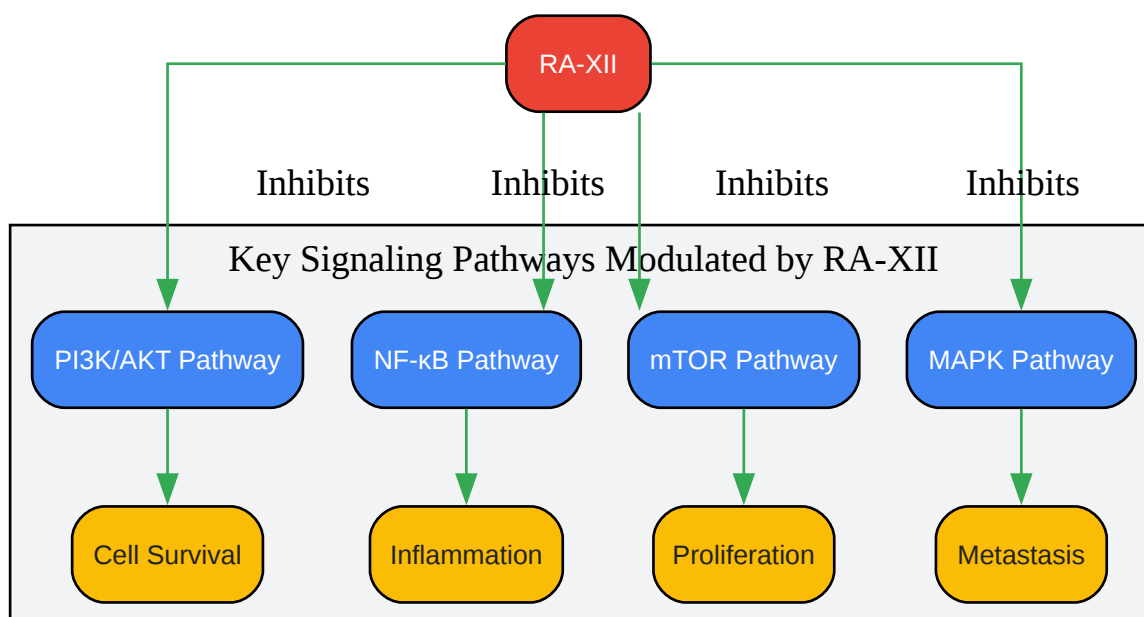 RA-XII
Inhibits Inhibits Inhibits Inhibits
Key Signaling Pathways Modulated by RA-XII
PI3K/AKT Pathway NF-κB Pathway mTOR Pathway MAPK Pathway
Cell Survival Inflammation Proliferation Metastasis